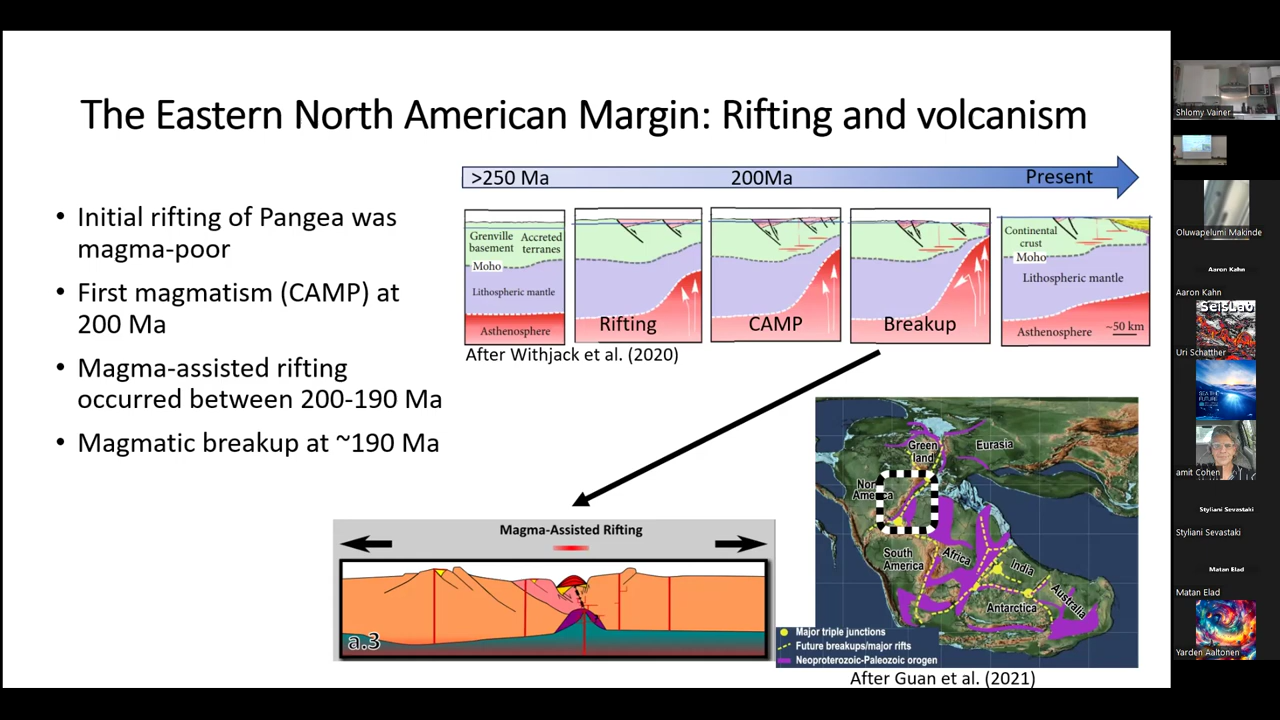 The Eastern North American Margin: Rifting and volcanism
>250 Ma
200Ma
Present
• Initial rifting of Pangea was
magma-poor
• First magmatism (CAMP) at
200 Ma
• Magma-assisted rifting
occurred between 200-190 Ma
• Magmatic breakup at ~190 Ma
Grenville
basement
Accreted
terranes
Moho
Lithospheric mantle
Asthenosphere
Rifting
CAMP
Breakup
Continental
crust
Moho
Lithospheric mantle
Asthenosphere
~50 km
After Withjack et al. (2020)
Magma-Assisted Rifting
a.3
Green
land
Eurasia
North
America
South
America
Africa
India
Australia
Antarctica
Major triple junctions
Future breakups/major rifts
Neoproterozoic-Paleozoic orogen
After Guan et al. (2021)
Shlomy Vainer
Oluwapelumi Makinde
Aaron Kahn
Aaron Kahn
SeisLab
Uri Schattner
SEA THE
FUTURE
amit Cohen
Styliani Sevastaki
Styliani Sevastaki
Matan Elad
Matan Elad
Yarden Aaltonen